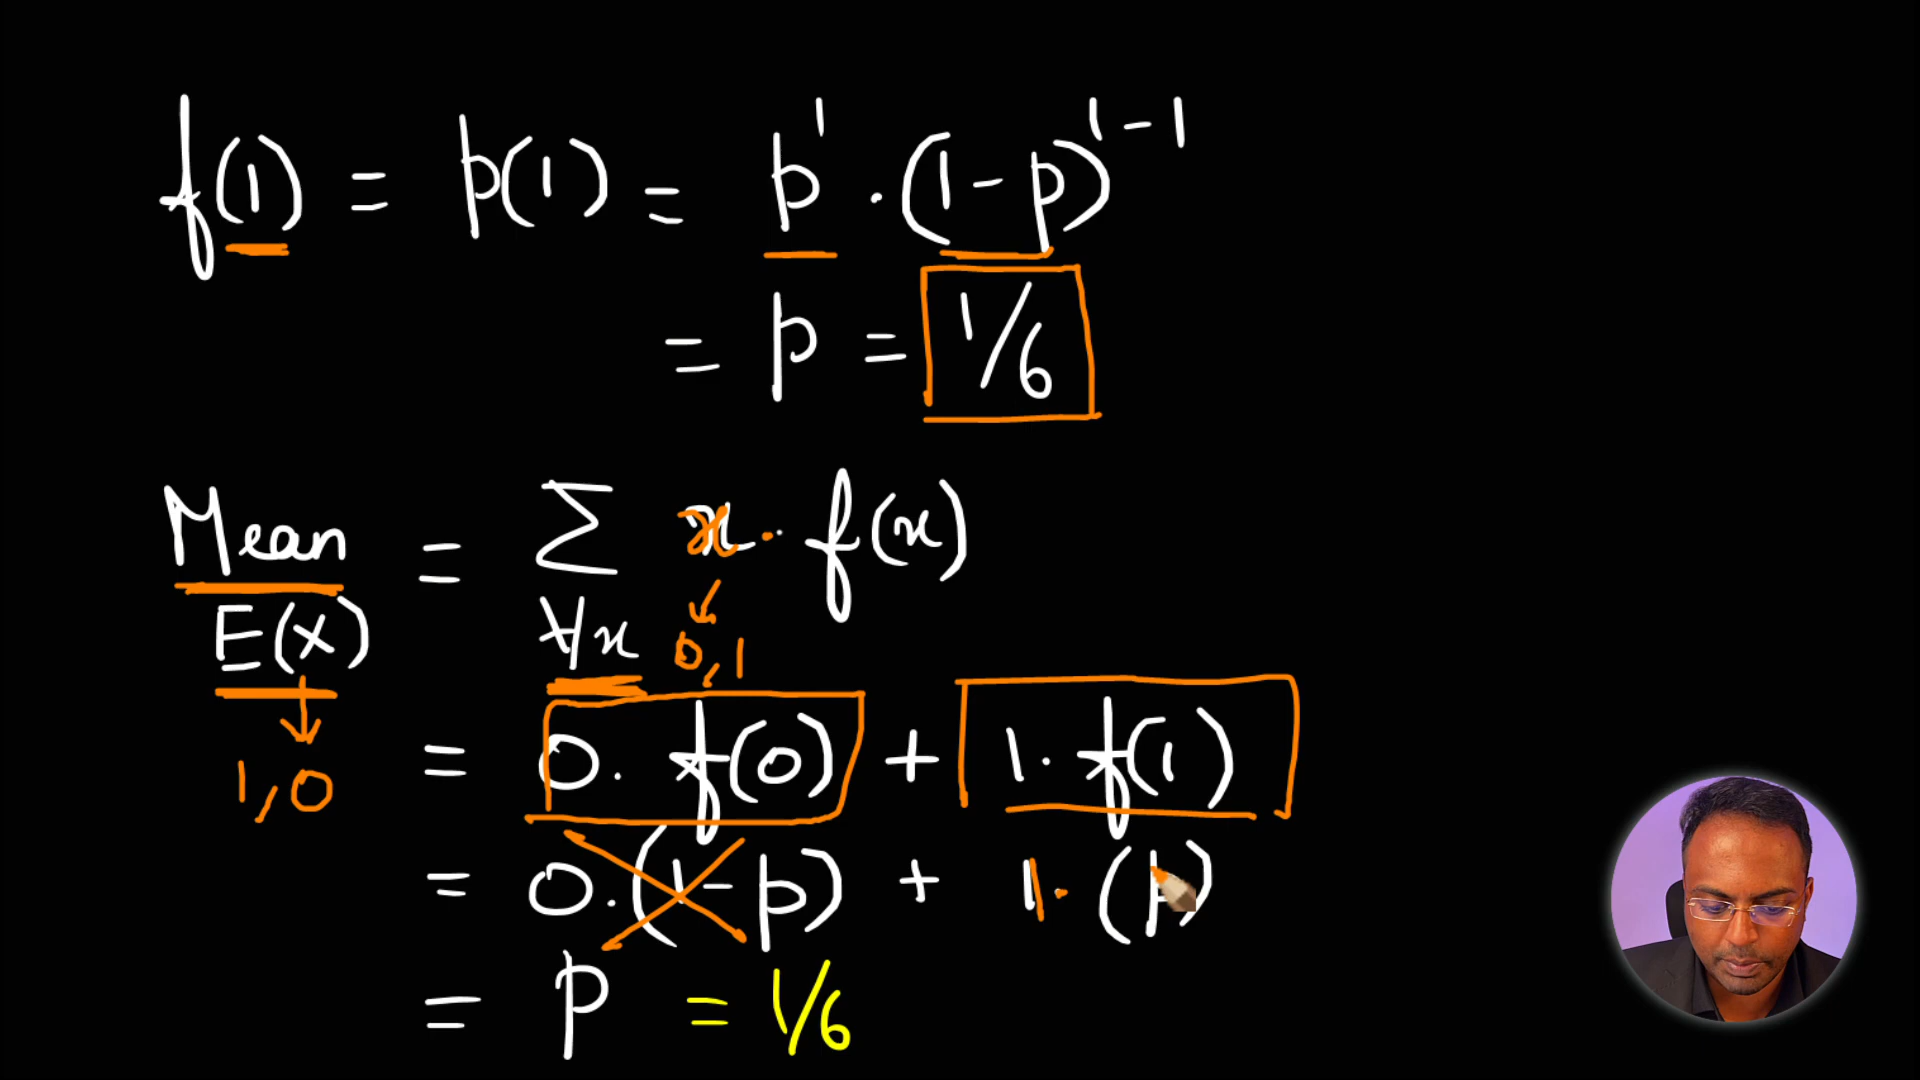 f(1) = p(1) = p¹ · (1-p)¹⁻¹
= p = 1/6
Mean = Σ x · f(x)
E(X) ∀x 0, 1
1, 0 = 0. f(0) + 1. f(1)
= 0.(1-p) + 1. (p)
= p = 1/6